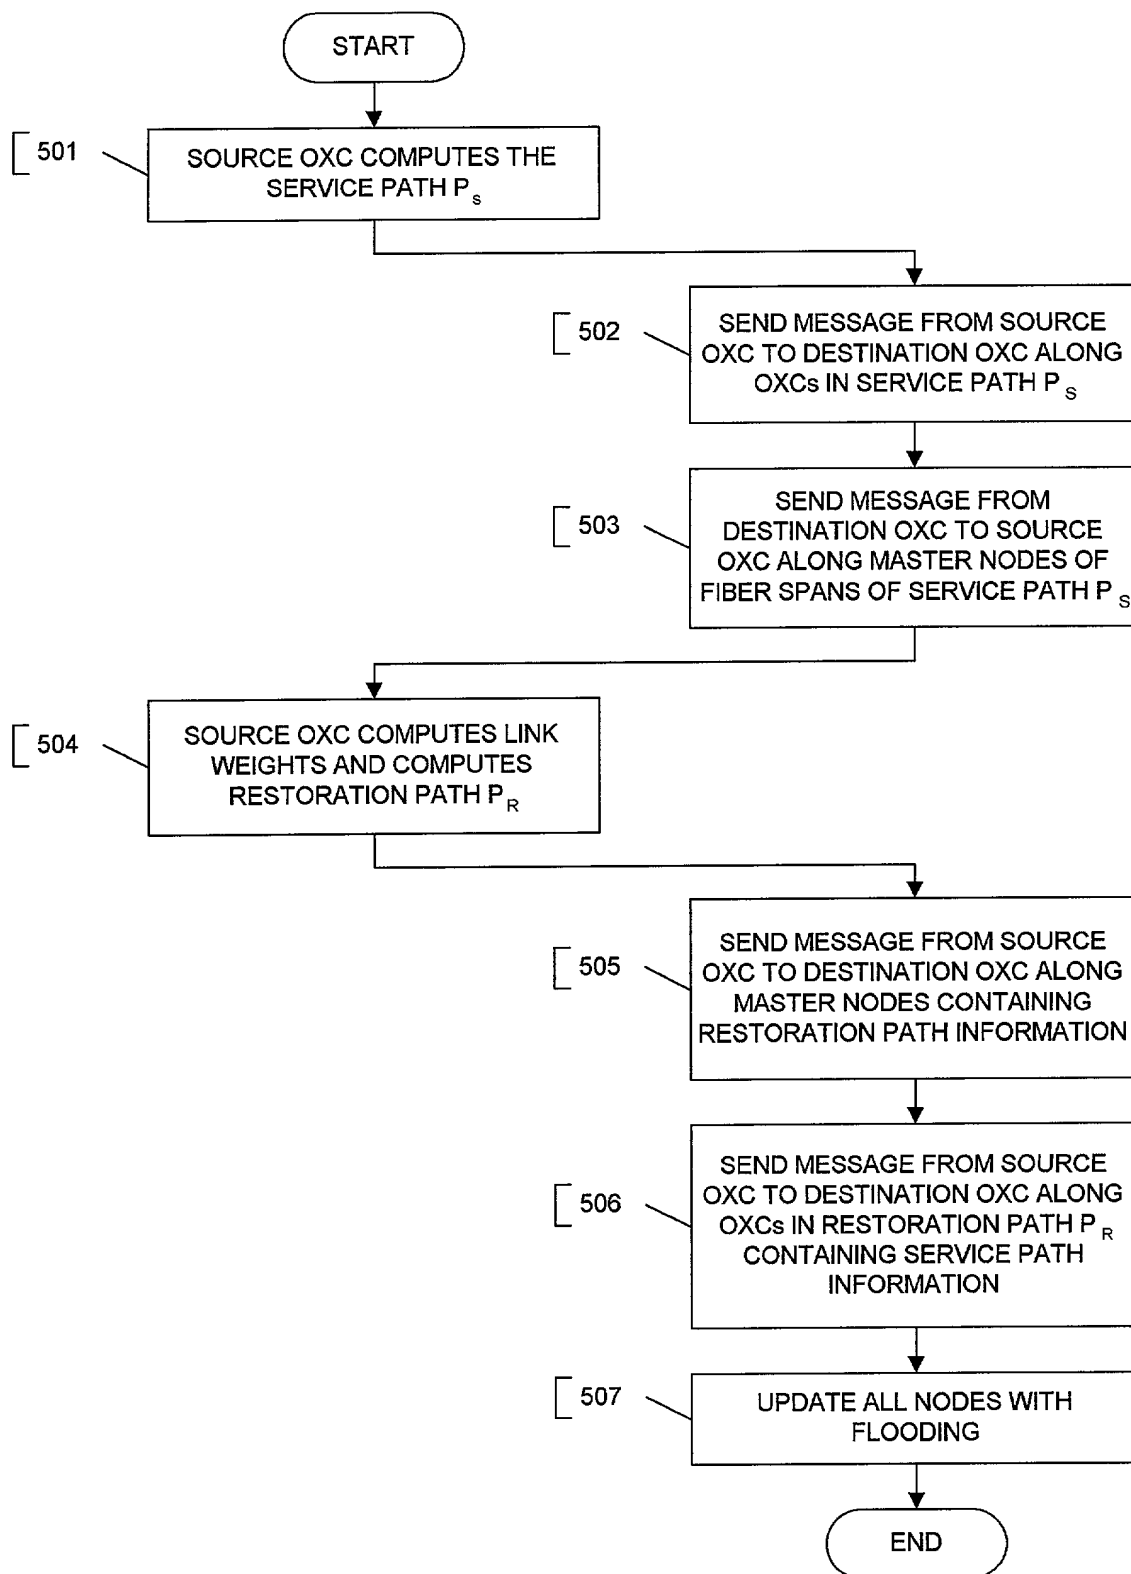 START
501
SOURCE OXC COMPUTES THE
SERVICE PATH Ps
502
SEND MESSAGE FROM SOURCE
OXC TO DESTINATION OXC ALONG
OXCs IN SERVICE PATH PS
503
SEND MESSAGE FROM
DESTINATION OXC TO SOURCE
OXC ALONG MASTER NODES OF
FIBER SPANS OF SERVICE PATH PS
504
SOURCE OXC COMPUTES LINK
WEIGHTS AND COMPUTES
RESTORATION PATH PR
505
SEND MESSAGE FROM SOURCE
OXC TO DESTINATION OXC ALONG
MASTER NODES CONTAINING
RESTORATION PATH INFORMATION
506
SEND MESSAGE FROM SOURCE
OXC TO DESTINATION OXC ALONG
OXCs IN RESTORATION PATH PR
CONTAINING SERVICE PATH
INFORMATION
507
UPDATE ALL NODES WITH
FLOODING
END